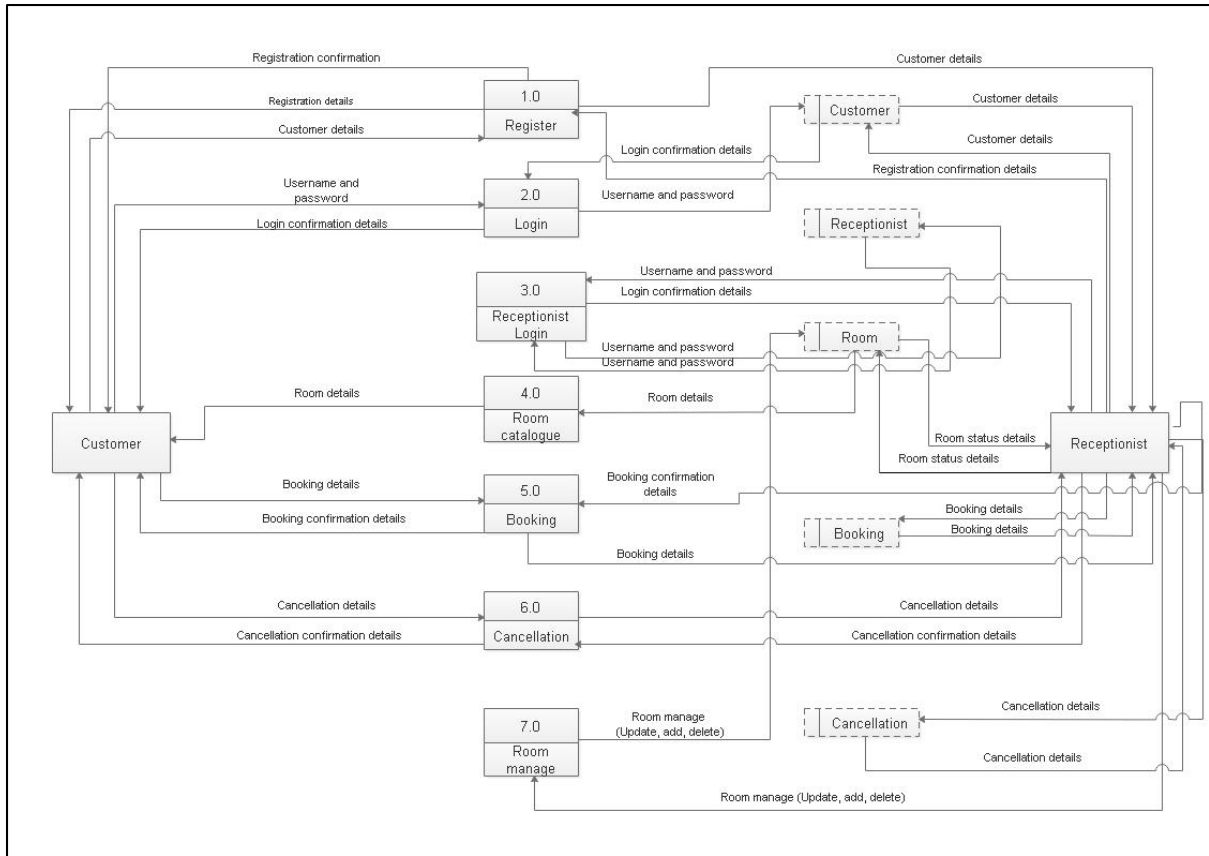 Registration confirmation
Customer details
1.0
Register
Registration details
Customer details
Customer
Customer details
Customer details
Login confirmation details
Registration confirmation details
Username and
password
2.0
Login
Username and password
Login confirmation details
Receptionist
Username and password
3.0
Receptionist
Login
Login confirmation details
Room
Username and password
Username and password
4.0
Room
catalogue
Room details
Room details
Customer
Receptionist
Room status details
Room status details
Booking confirmation
details
Booking details
5.0
Booking
Booking confirmation details
Booking details
Booking
Booking details
Booking details
Cancellation details
6.0
Cancellation
Cancellation details
Cancellation confirmation details
Cancellation confirmation details
7.0
Room
manage
Room manage
(Update, add, delete)
Cancellation
Cancellation details
Cancellation details
Room manage (Update, add, delete)